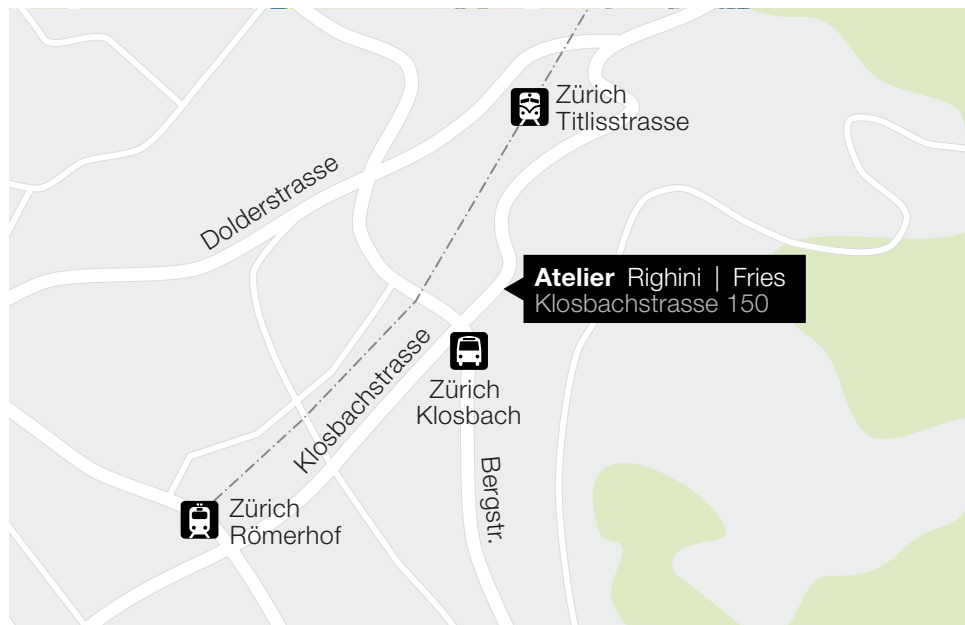 Zürich
Titlisstrasse
Dolderstrasse
Atelier Righini | Fries
Klosbachstrasse 150
Klosbachstrasse
Zürich
Klosbach
Bergstr.
Zürich
Römerhof